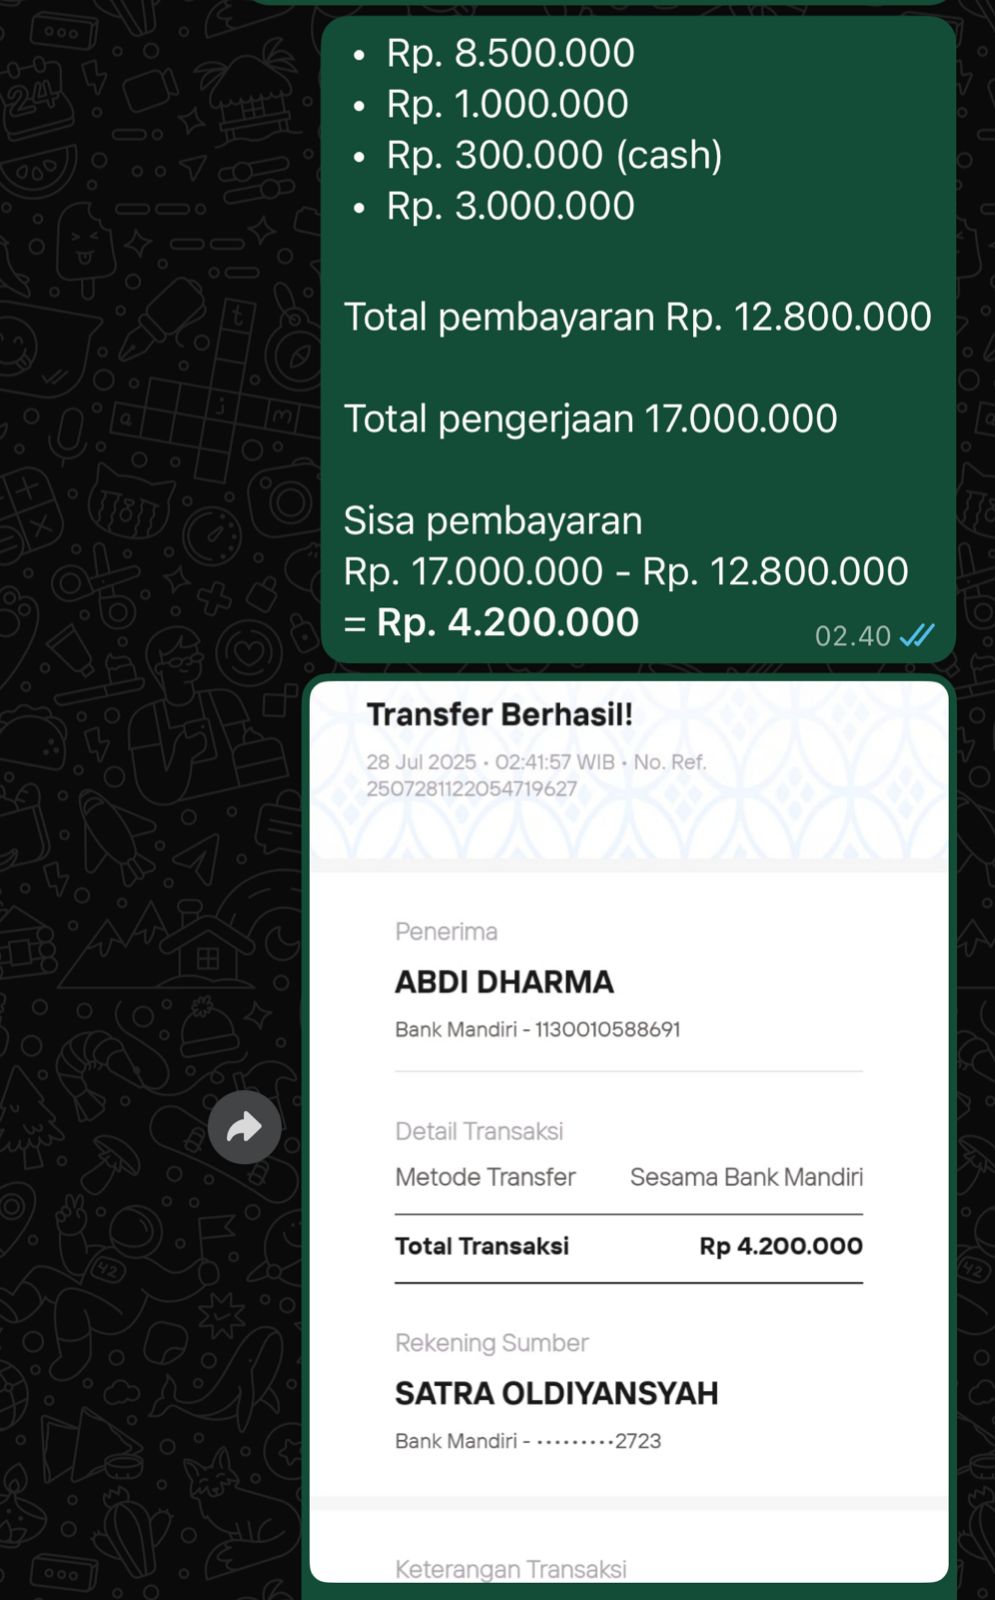 • Rp. 8.500.000
• Rp. 1.000.000
• Rp. 300.000 (cash)
• Rp. 3.000.000
Total pembayaran Rp. 12.800.000
Total pengerjaan 17.000.000
Sisa pembayaran
Rp. 17.000.000 - Rp. 12.800.000
= Rp. 4.200.000
02.40
Transfer Berhasil!
28 Jul 2025 • 02:41:57 WIB • No. Ref.
2507281122054719627
Penerima
ABDI DHARMA
Bank Mandiri - 1130010588691
Detail Transaksi
Metode Transfer Sesama Bank Mandiri
Total Transaksi Rp 4.200.000
Rekening Sumber
SATRA OLDIYANSYAH
Bank Mandiri - •••••••••2723
Keterangan Transaksi